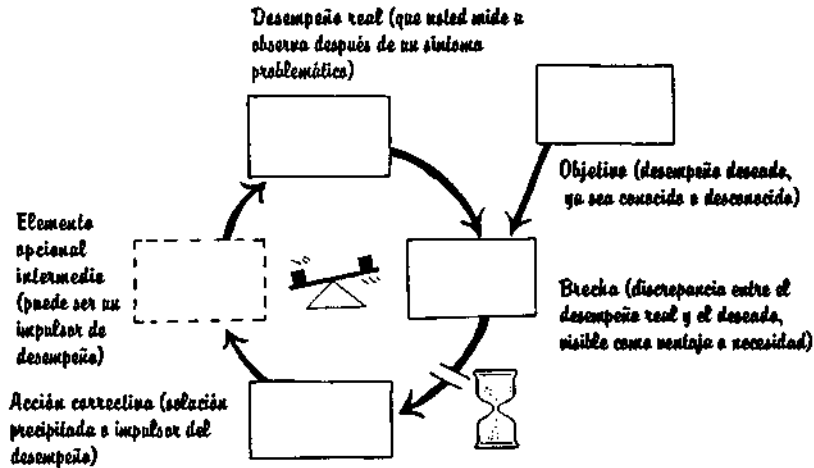 Desempeño real (que usted mide u
observa después de un síntoma
problemático)
Objetivo (desempeño deseado,
ya sea conocido o desconocido)
Elemento
opcional
intermedio
(puede ser un
impulsor de
desempeño)
Brecha (discrepancia entre el
desempeño real y el deseado,
visible como ventaja o necesidad)
Acción correctiva (solución
precipitada o impulsor del
desempeño)